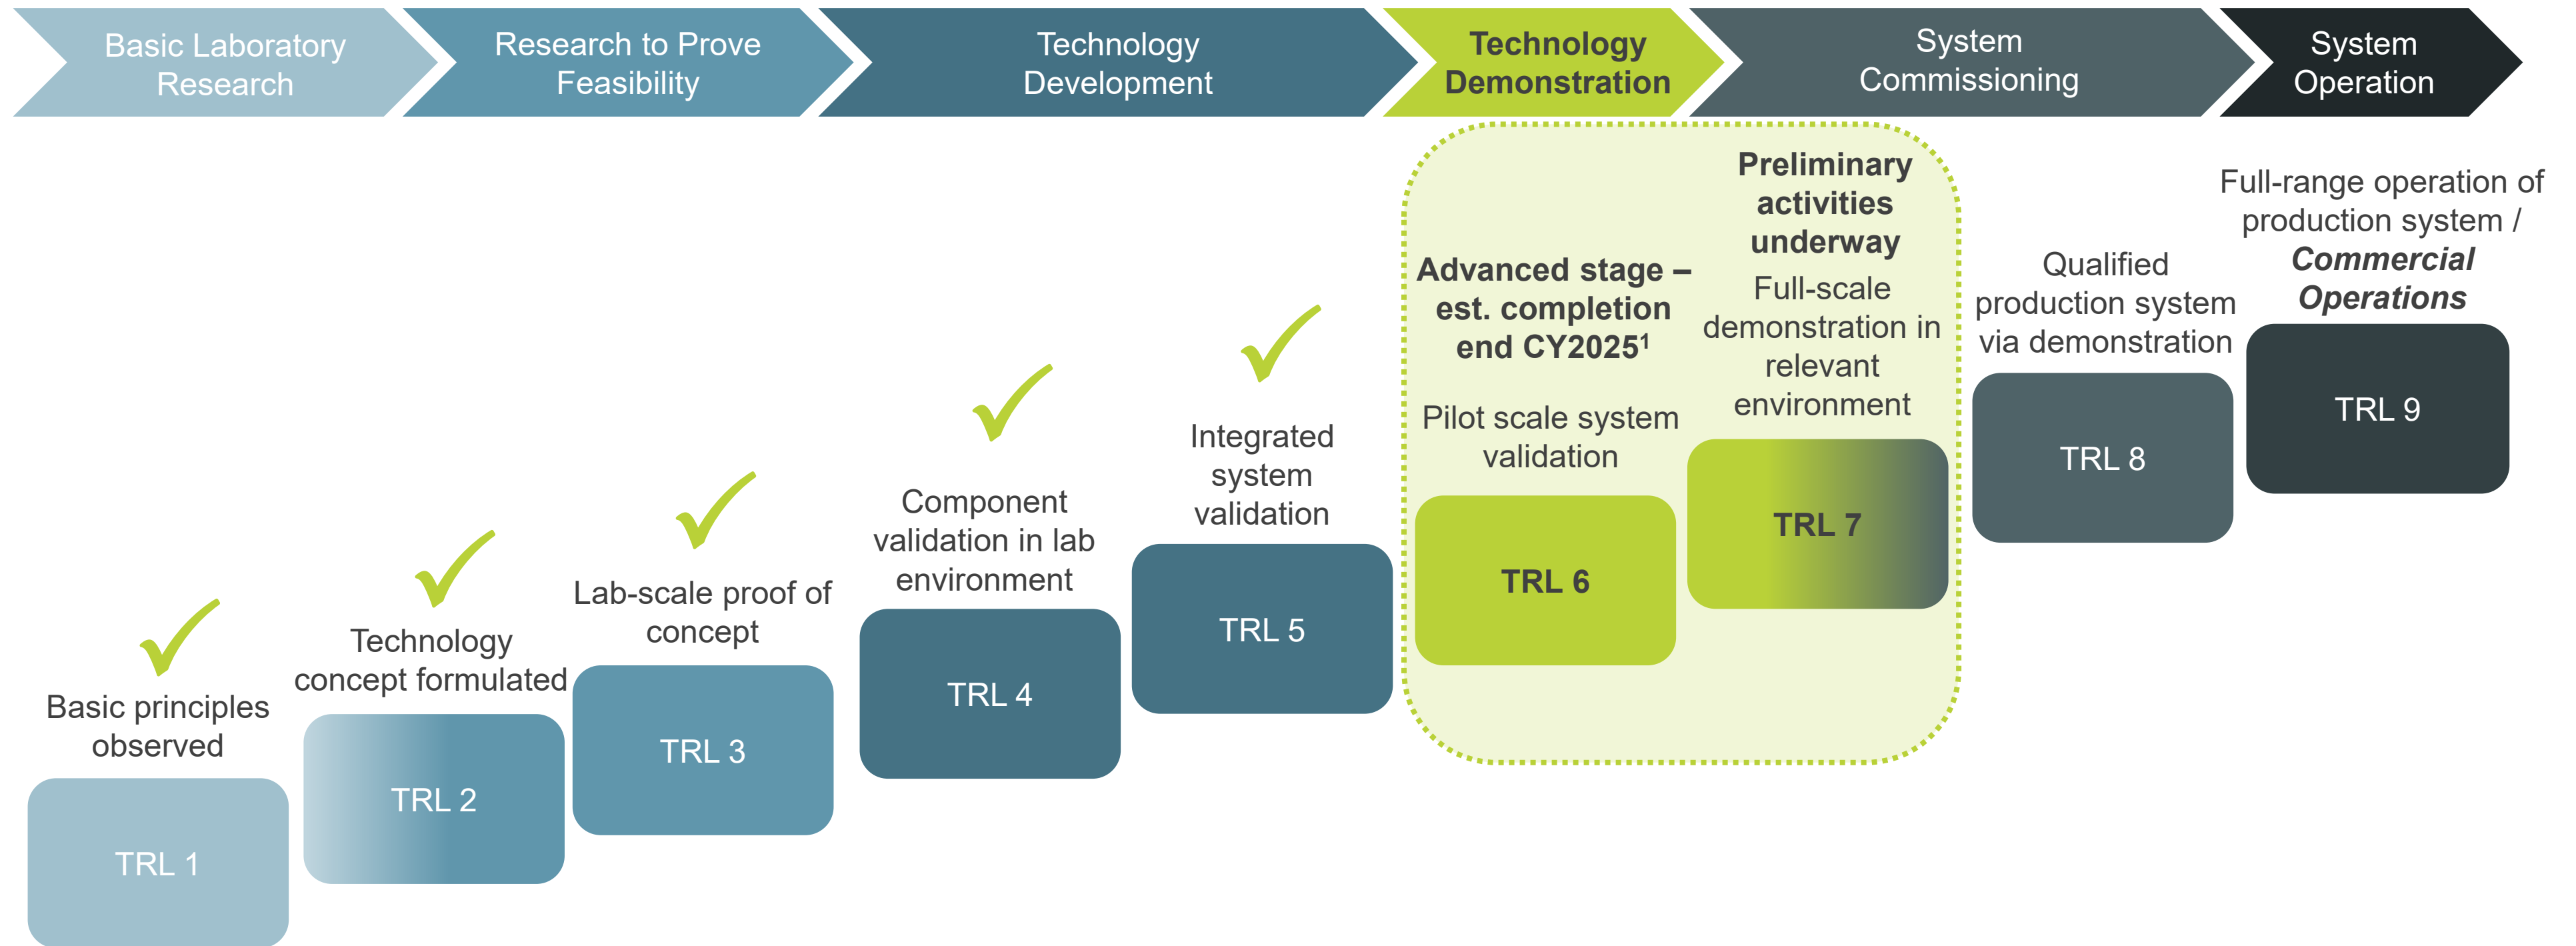 Basic Laboratory
Research
Research to Prove
Feasibility
Technology
Development
Technology
Demonstration
System
Commissioning
System
Operation
Basic principles
observed
TRL 1
Technology
concept formulated
TRL 2
Lab-scale proof of
concept
TRL 3
Component
validation in lab
environment
TRL 4
Integrated
system
validation
TRL 5
Advanced stage –
est. completion
end CY2025¹
Pilot scale system
validation
TRL 6
Preliminary
activities
underway
Full-scale
demonstration in
relevant
environment
TRL 7
Qualified
production system
via demonstration
TRL 8
Full-range operation of
production system /
Commercial
Operations
TRL 9